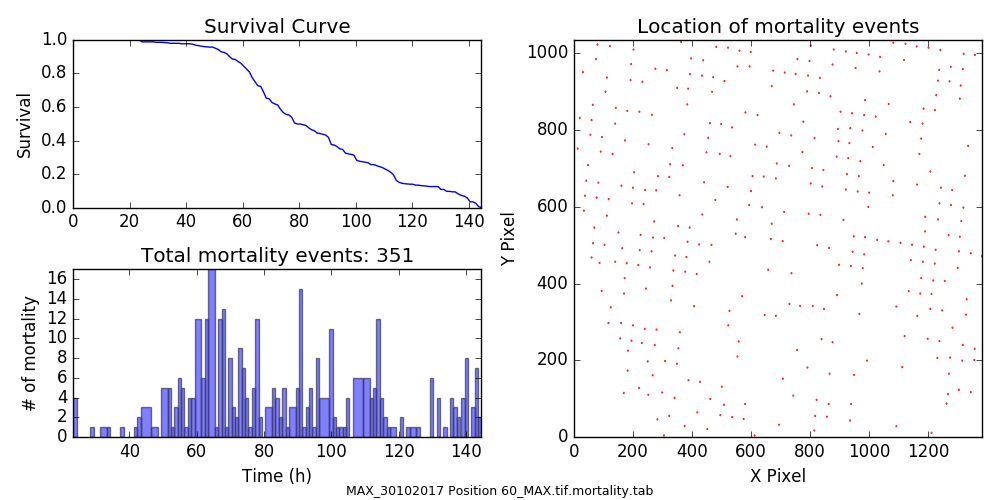 Survival Curve
1.0
0.8
0.6
0.4
0.2
0.0
Survival
0 20 40 60 80 100 120 140
Total mortality events: 351
16
14
12
10
8
6
4
2
0
# of mortality
40 60 80 100 120 140
Time (h)
Location of mortality events
1000
800
600
400
200
0
Y Pixel
0 200 400 600 800 1000 1200
X Pixel
MAX_30102017 Position 60_MAX.tif.mortality.tab